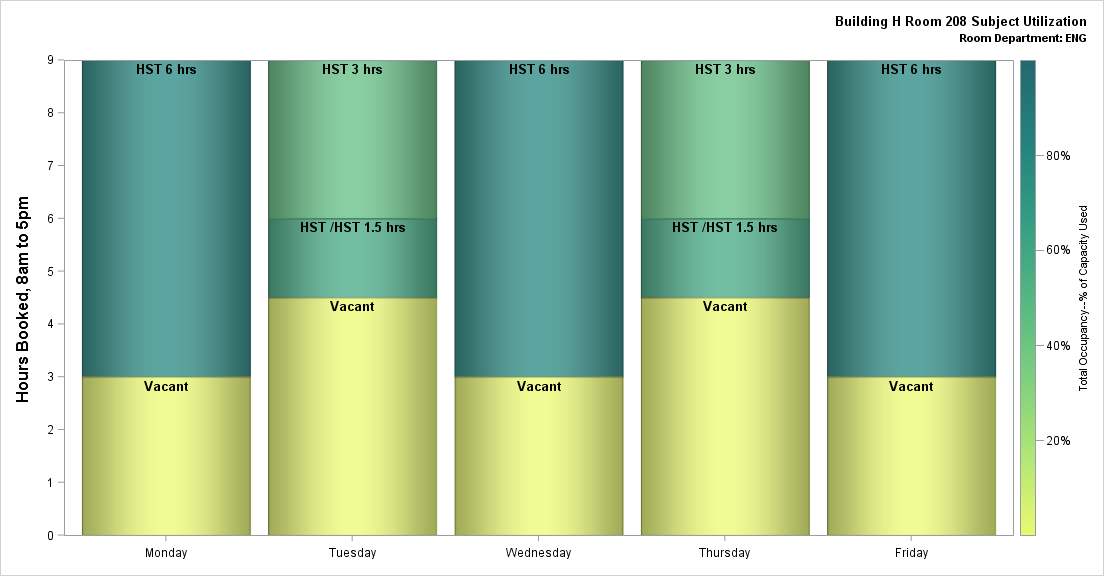 Building H Room 208 Subject Utilization
Room Department: ENG
Hours Booked, 8am to 5pm
9
8
7
6
5
4
3
2
1
0
HST 6 hrs
Vacant
HST 3 hrs
HST /HST 1.5 hrs
Vacant
HST 6 hrs
Vacant
HST 3 hrs
HST /HST 1.5 hrs
Vacant
HST 6 hrs
Vacant
Monday
Tuesday
Wednesday
Thursday
Friday
80%
60%
40%
20%
Total Occupancy--% of Capacity Used